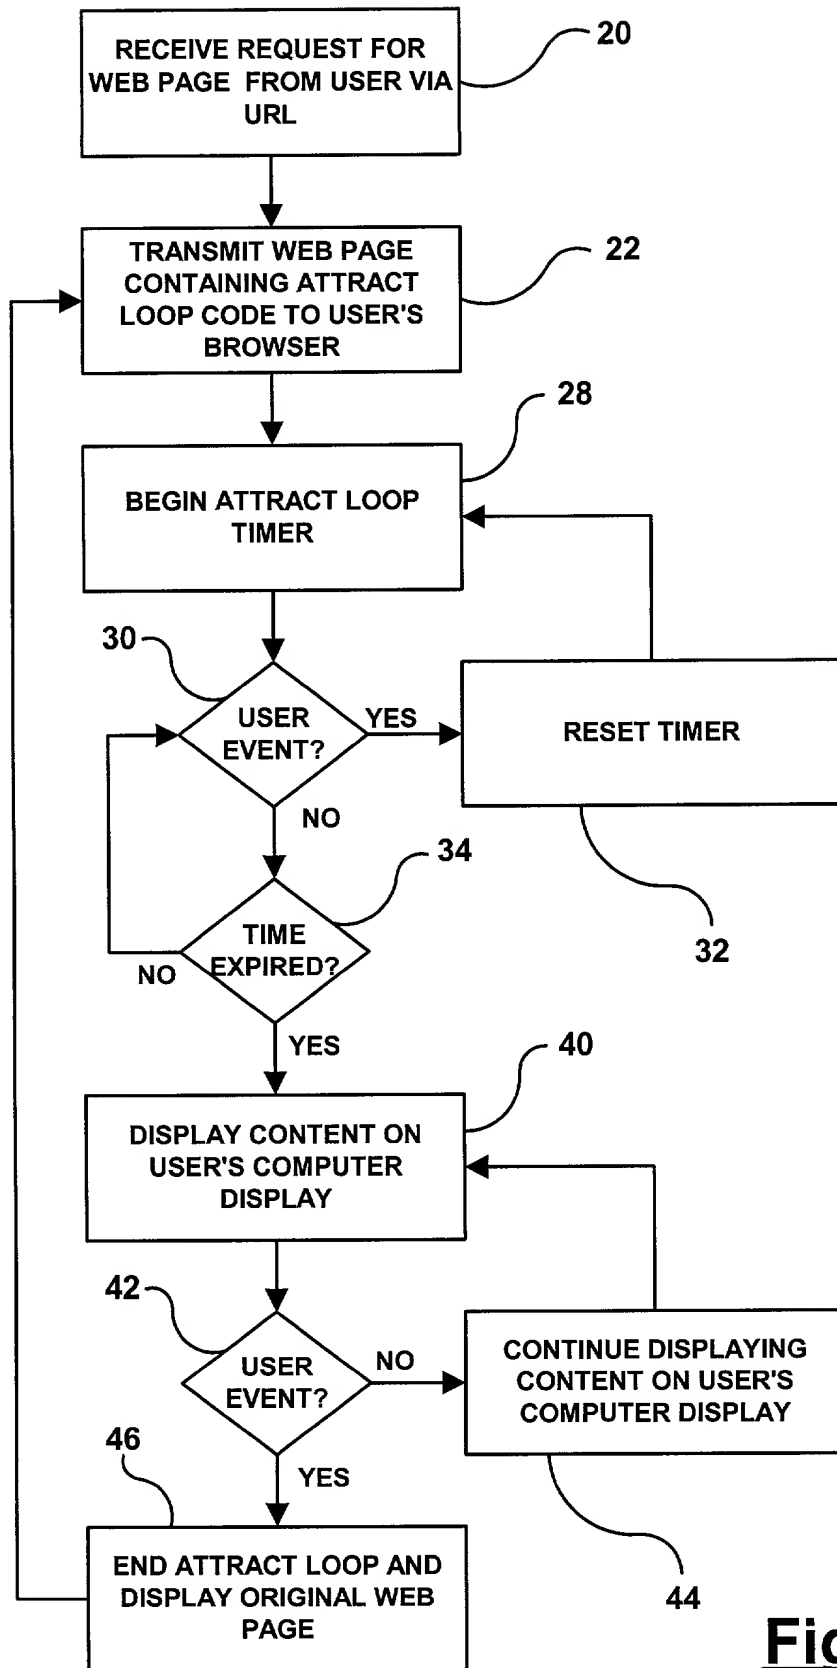 RECEIVE REQUEST FOR
WEB PAGE FROM USER VIA
URL
20
TRANSMIT WEB PAGE
CONTAINING ATTRACT
LOOP CODE TO USER'S
BROWSER
22
28
BEGIN ATTRACT LOOP
TIMER
30
USER
EVENT?
YES
RESET TIMER
NO
34
32
TIME
EXPIRED?
NO
YES
40
DISPLAY CONTENT ON
USER'S COMPUTER
DISPLAY
42
USER
EVENT?
NO
CONTINUE DISPLAYING
CONTENT ON USER'S
COMPUTER DISPLAY
46
YES
44
END ATTRACT LOOP AND
DISPLAY ORIGINAL WEB
PAGE